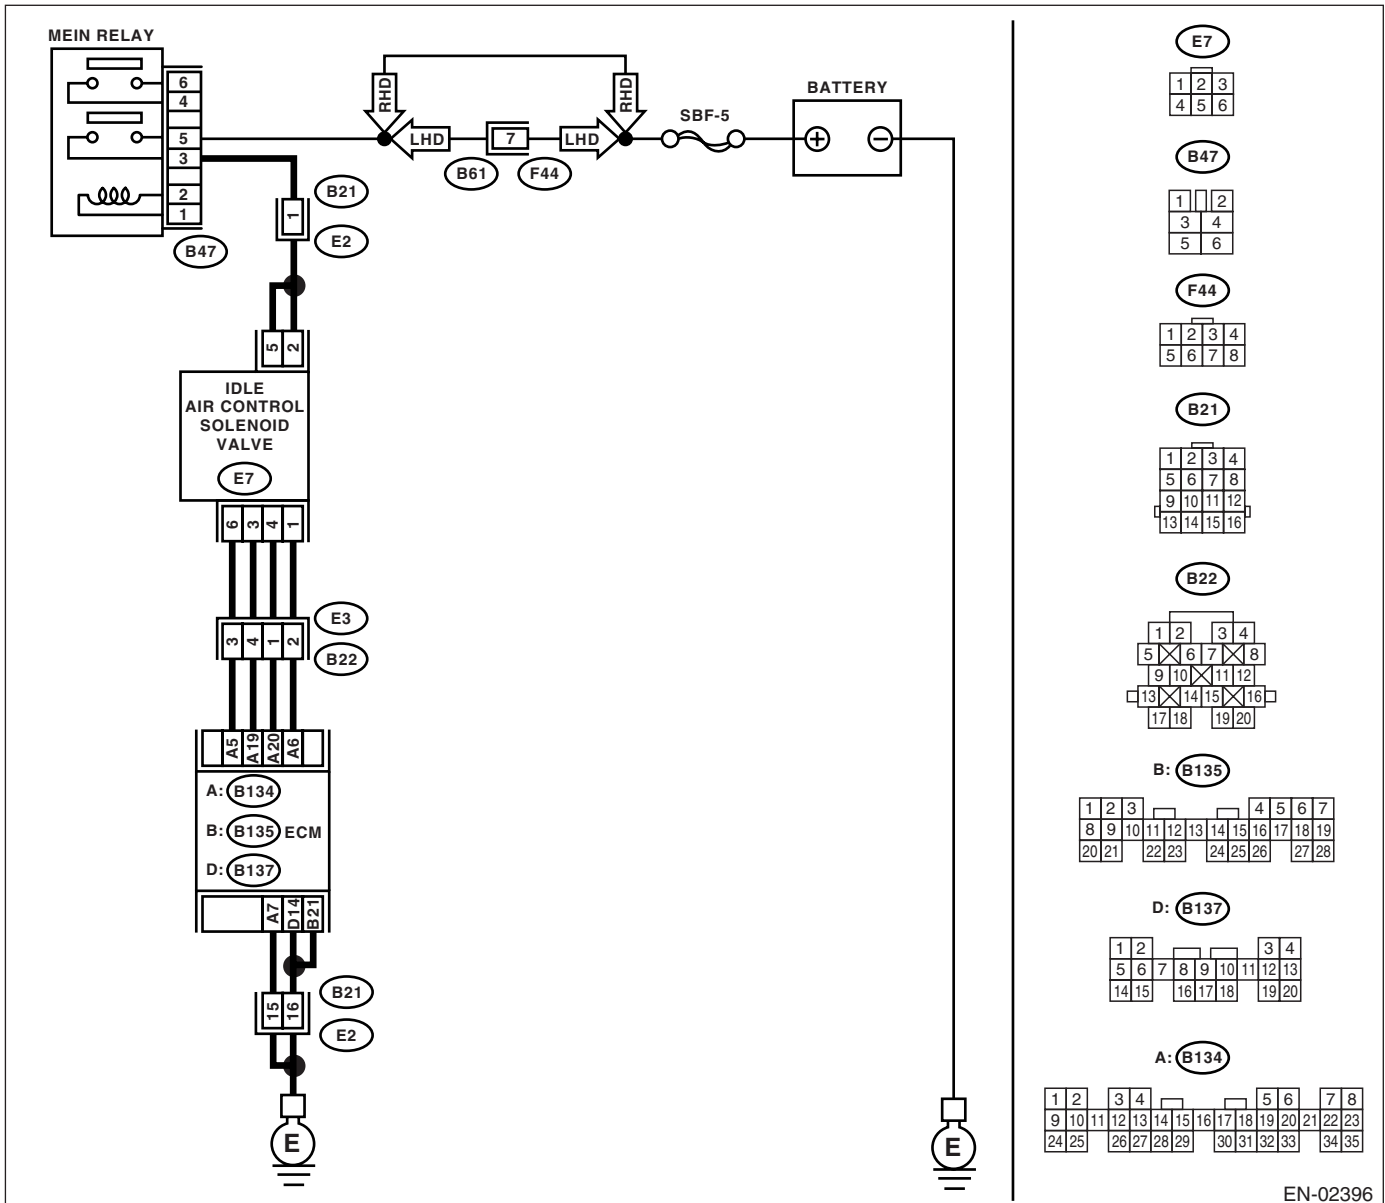 MEIN RELAY
6
4
5
3
2
1
B47
RHD
RHD
LHD
7
LHD
B61
F44
SBF-5
BATTERY
+
−
B21
1
E2
5 2
IDLE
AIR CONTROL
SOLENOID
VALVE
E7
6 3 4 1
E3
3 4 1 2
B22
A5 A19 A20 A6
A: B134
B: B135 ECM
D: B137
A7 D14 B21
B21
15 16
E2
E
E
E7
1 2 3
4 5 6
B47
1 2
3 4
5 6
F44
1 2 3 4
5 6 7 8
B21
1 2 3 4
5 6 7 8
9 10 11 12
13 14 15 16
B22
1 2 3 4
5 6 7 8
9 10 11 12
13 14 15 16
17 18 19 20
B: B135
1 2 3 4 5 6 7
8 9 10 11 12 13 14 15 16 17 18 19
20 21 22 23 24 25 26 27 28
D: B137
1 2 3 4
5 6 7 8 9 10 11 12 13
14 15 16 17 18 19 20
A: B134
1 2 3 4 5 6 7 8
9 10 11 12 13 14 15 16 17 18 19 20 21 22 23
24 25 26 27 28 29 30 31 32 33 34 35
EN-02396